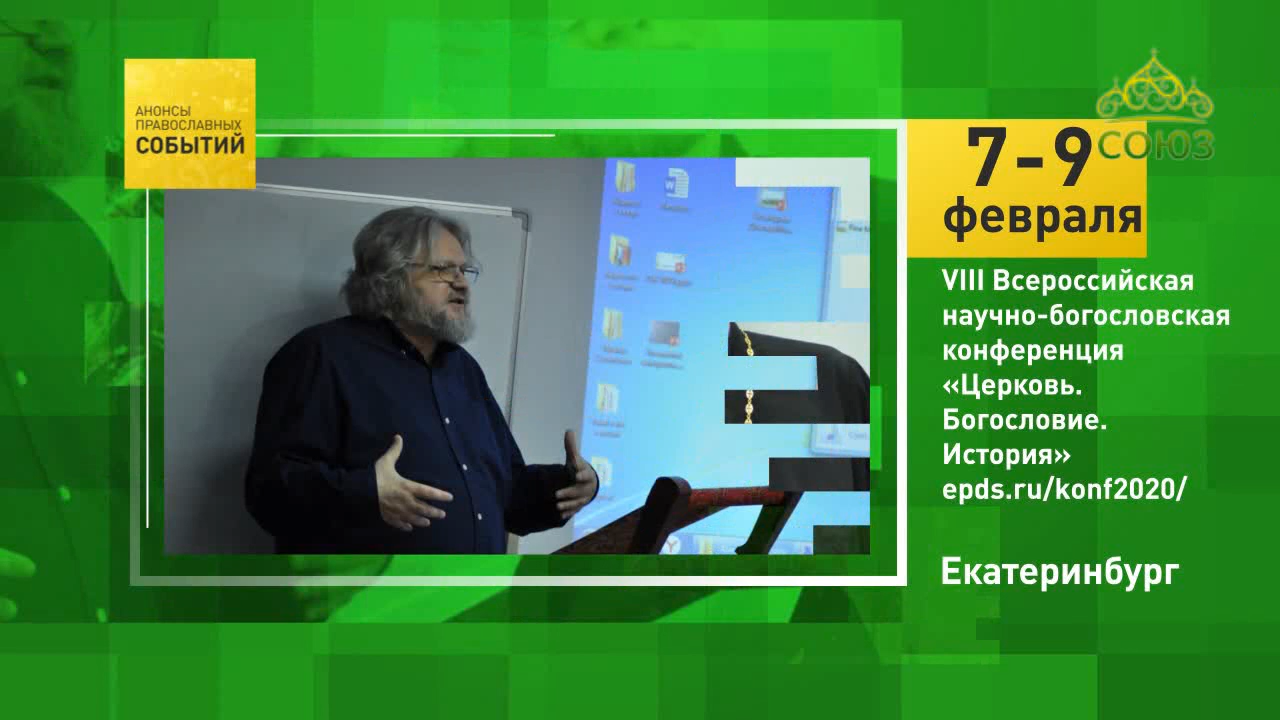 АНОНСЫ
ПРАВОСЛАВНЫХ
СОБЫТИЙ
СОЮЗ
7-9
февраля
VIII Всероссийская
научно-богословская
конференция
«Церковь.
Богословие.
История»
epds.ru/konf2020/
Екатеринбург